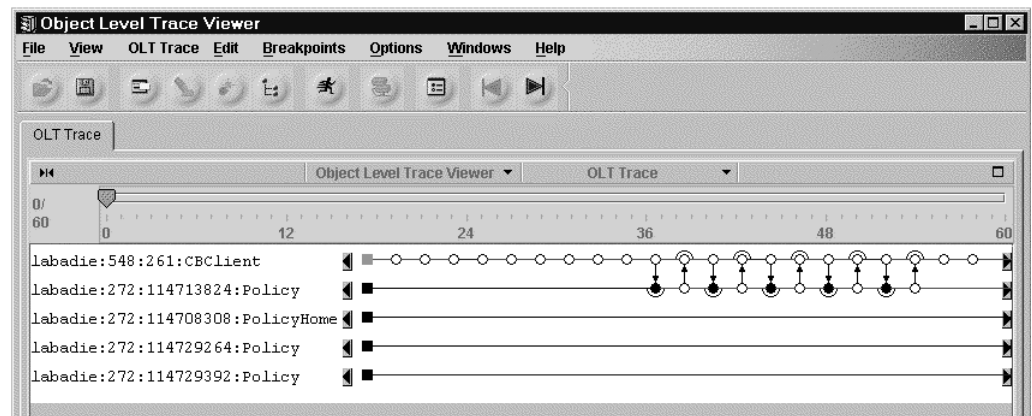 Object Level Trace Viewer
File View OLT Trace Edit Breakpoints Options Windows Help
OLT Trace
Object Level Trace Viewer OLT Trace
0/
60
0 12 24 36 48 60
labadie:548:261:CBClient
labadie:272:114713824:Policy
labadie:272:114708308:PolicyHome
labadie:272:114729264:Policy
labadie:272:114729392:Policy